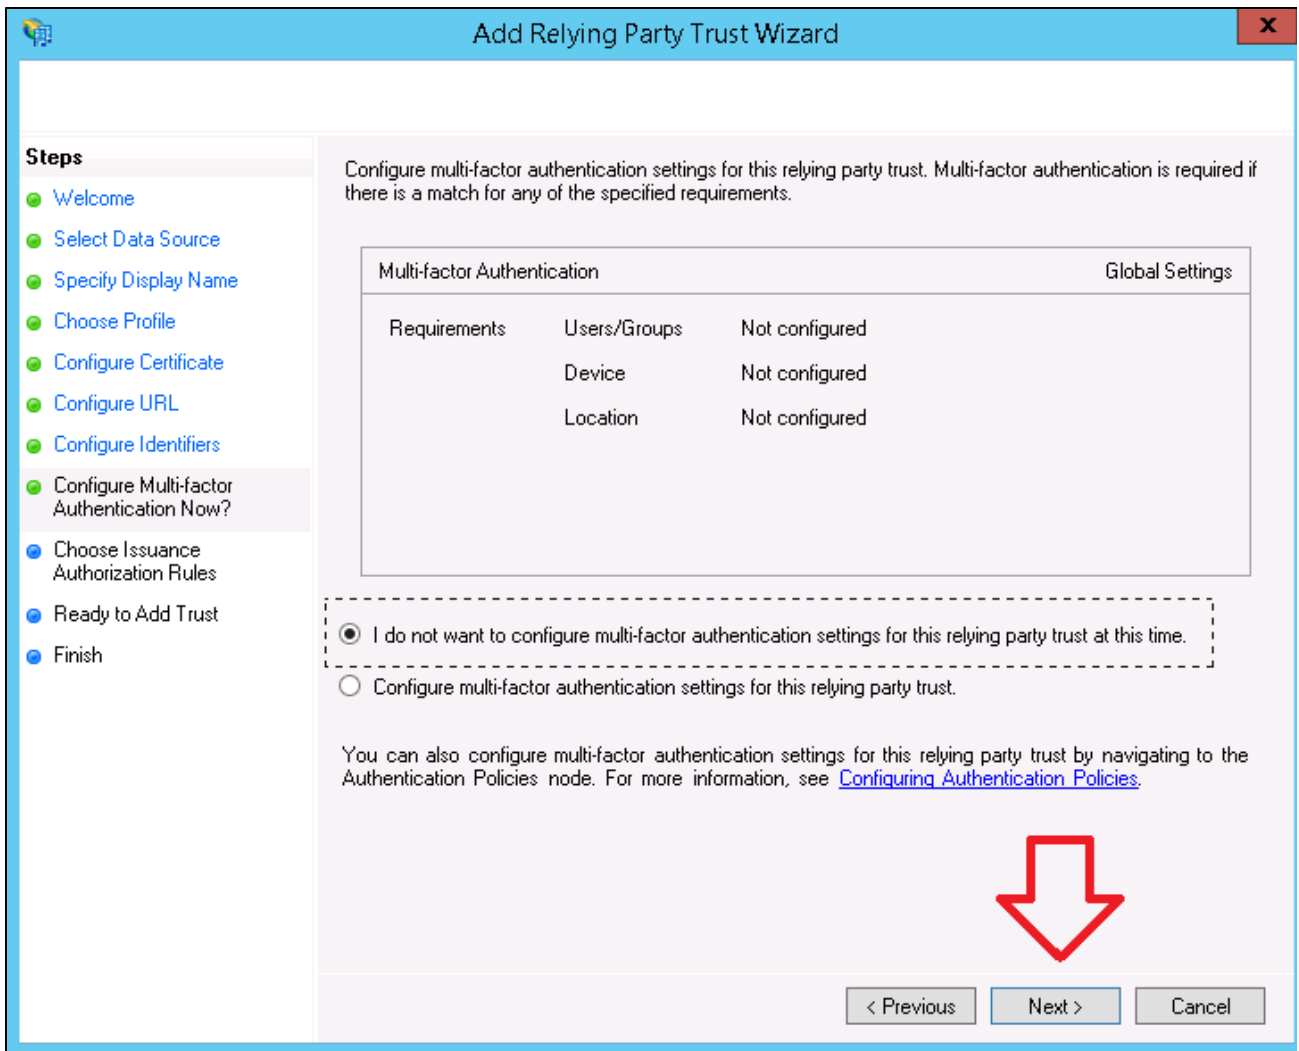 Add Relying Party Trust Wizard
x
Steps
Welcome
Select Data Source
Specify Display Name
Choose Profile
Configure Certificate
Configure URL
Configure Identifiers
Configure Multi-factor
Authentication Now?
Choose Issuance
Authorization Rules
Ready to Add Trust
Finish
Configure multi-factor authentication settings for this relying party trust. Multi-factor authentication is required if
there is a match for any of the specified requirements.
Multi-factor Authentication Global Settings
Requirements Users/Groups Not configured
Device Not configured
Location Not configured
I do not want to configure multi-factor authentication settings for this relying party trust at this time.
Configure multi-factor authentication settings for this relying party trust.
You can also configure multi-factor authentication settings for this relying party trust by navigating to the
Authentication Policies node. For more information, see Configuring Authentication Policies.
< Previous Next > Cancel